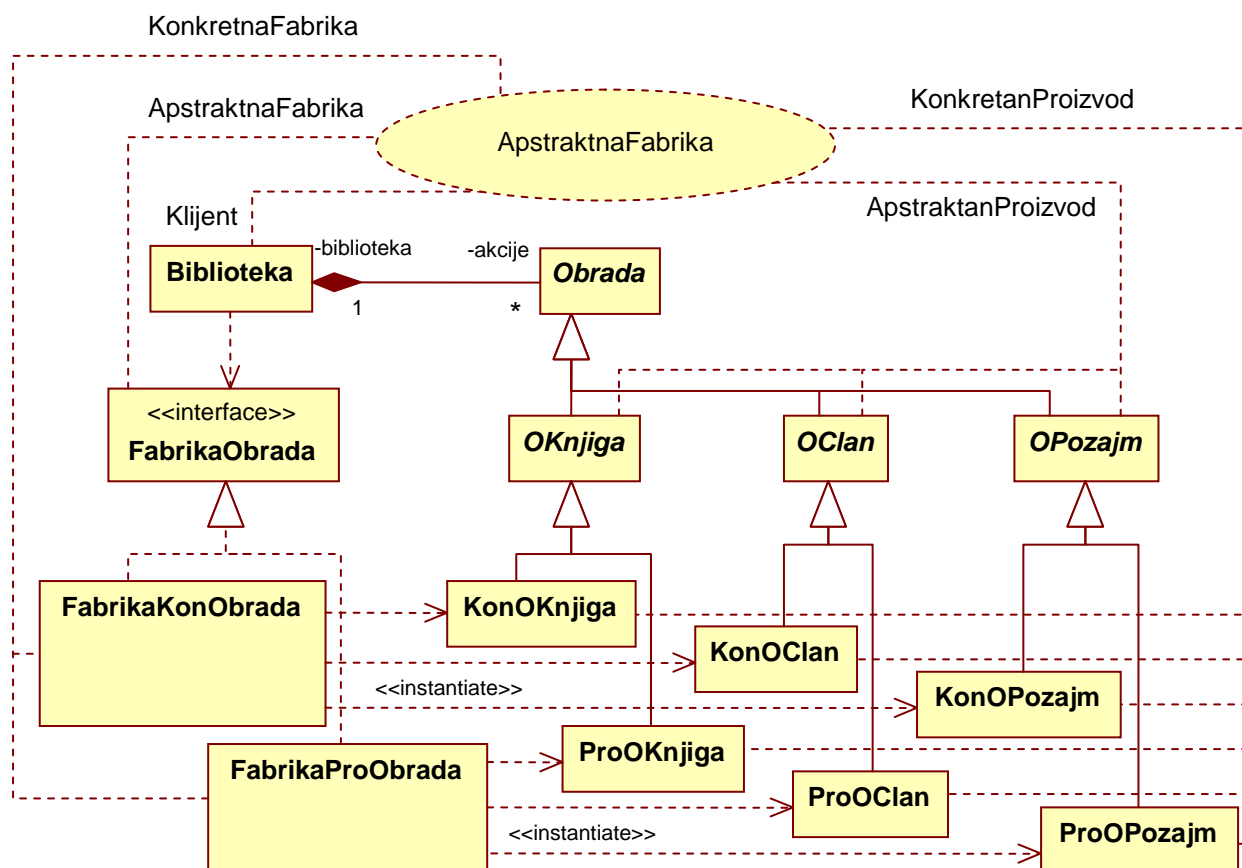 KonkretnaFabrika
ApstraktnaFabrika
KonkretanProizvod
ApstraktnaFabrika
Klijent
ApstraktanProizvod
-biblioteka
-akcije
Biblioteka
Obrada
1
*
<<interface>>
FabrikaObrada
OKnjiga
OClan
OPozajm
FabrikaKonObrada
KonOKnjiga
KonOClan
<<instantiate>>
KonOPozajm
FabrikaProObrada
ProOKnjiga
ProOClan
<<instantiate>>
ProOPozajm